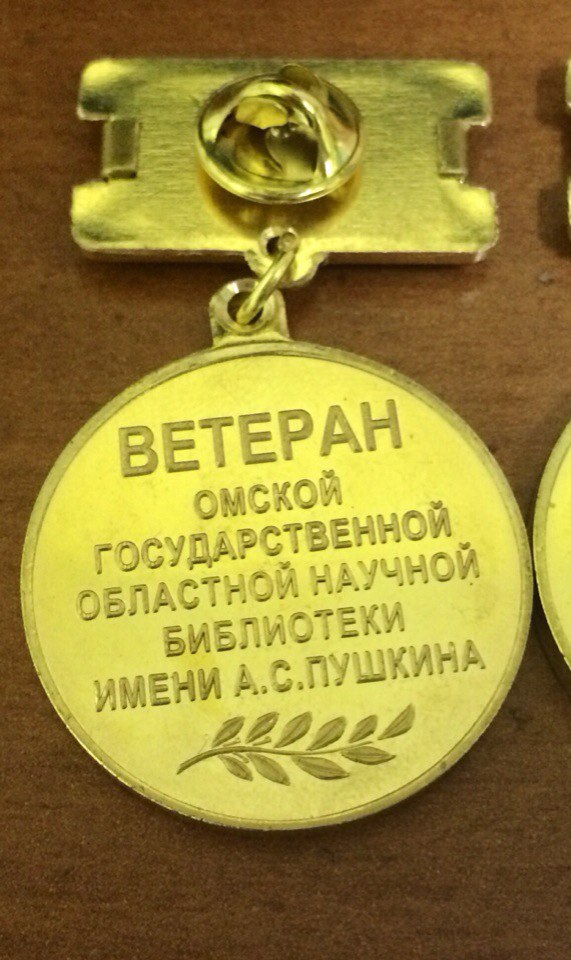 ВЕТЕРАН
ОМСКОЙ
ГОСУДАРСТВЕННОЙ
ОБЛАСТНОЙ НАУЧНОЙ
БИБЛИОТЕКИ
ИМЕНИ А.С.ПУШКИНА